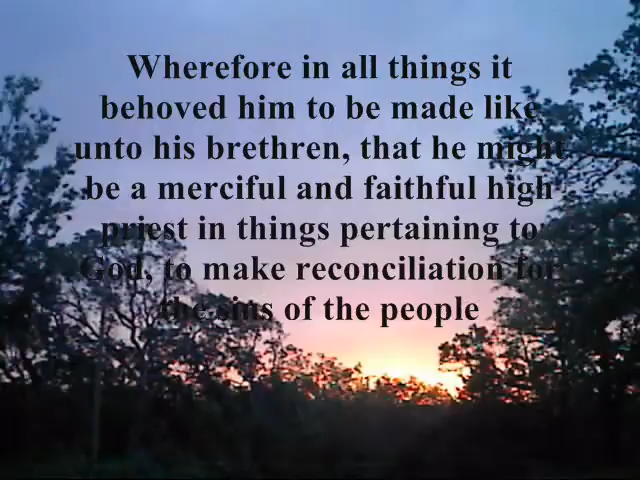 Wherefore in all things it
behoved him to be made like
unto his brethren, that he might
be a merciful and faithful high
priest in things pertaining to
God, to make reconciliation for
the sins of the people